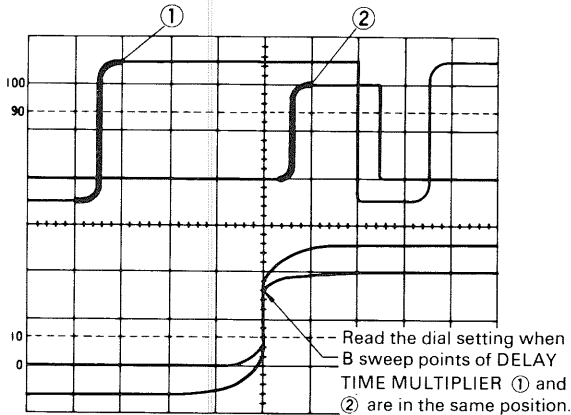 ① ②
100
90
10
0
Read the dial setting when
B sweep points of DELAY
TIME MULTIPLIER ① and
② are in the same position.